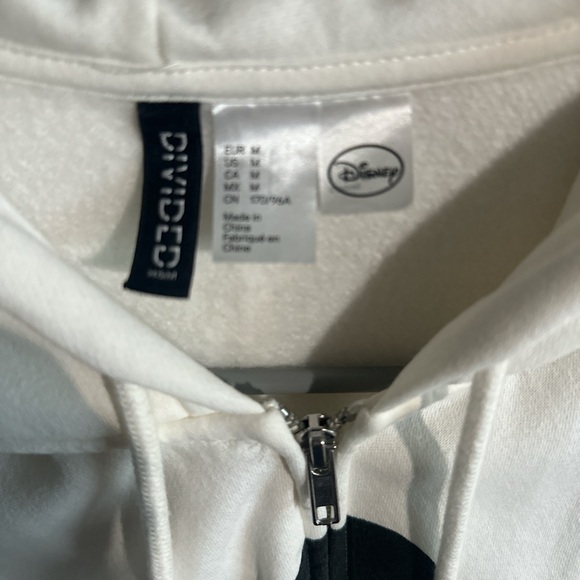 DIVIDED
H&M
EUR M
US M
CA M
MX M
CN 170/96A
Made in
China
Fabriqué en
Chine
Disney